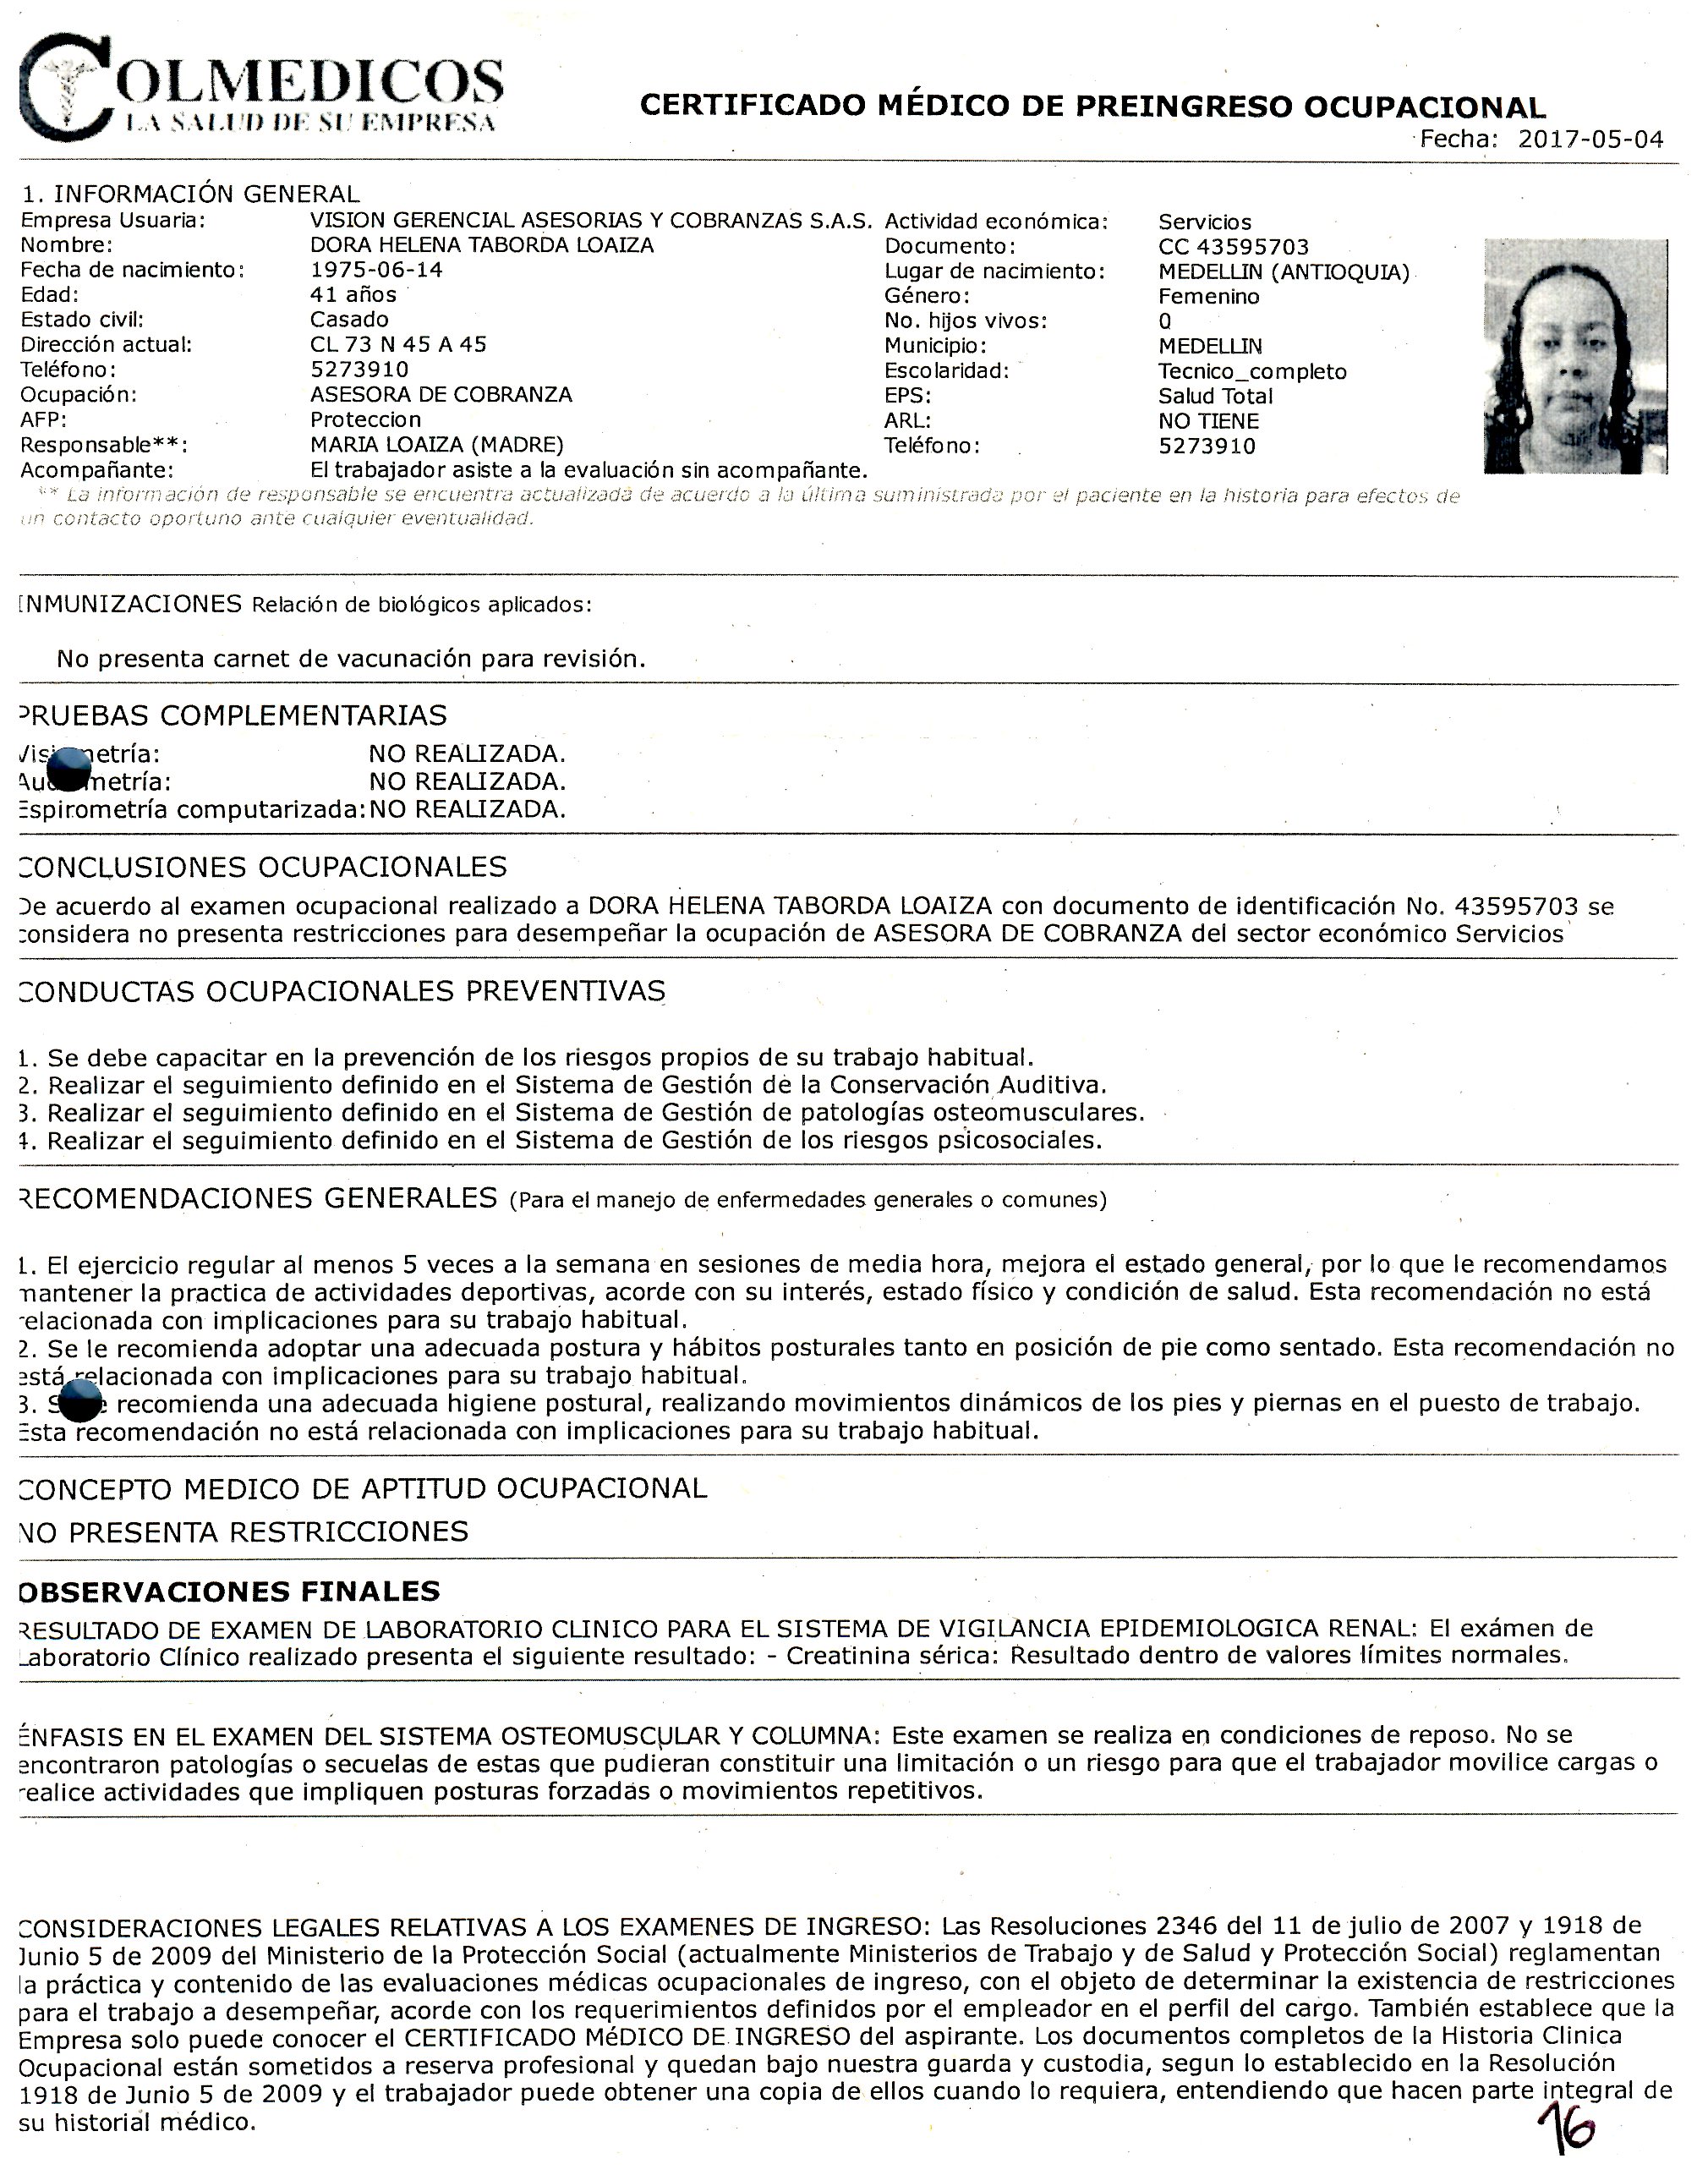 COLMEDICOS
LA SALUD DE SU EMPRESA
CERTIFICADO MÉDICO DE PREINGRESO OCUPACIONAL
Fecha: 2017-05-04
1. INFORMACIÓN GENERAL
Empresa Usuaria: VISION GERENCIAL ASESORIAS Y COBRANZAS S.A.S. Actividad económica: Servicios
Nombre: DORA HELENA TABORDA LOAIZA Documento: CC 43595703
Fecha de nacimiento: 1975-06-14 Lugar de nacimiento: MEDELLIN (ANTIOQUIA)
Edad: 41 años Género: Femenino
Estado civil: Casado No. hijos vivos: 0
Dirección actual: CL 73 N 45 A 45 Municipio: MEDELLIN
Teléfono: 5273910 Escolaridad: Tecnico_completo
Ocupación: ASESORA DE COBRANZA EPS: Salud Total
AFP: Proteccion ARL: NO TIENE
Responsable**: MARIA LOAIZA (MADRE) Teléfono: 5273910
Acompañante: El trabajador asiste a la evaluación sin acompañante.
** La información de responsable se encuentra actualizada de acuerdo a la última suministrada por el paciente en la historia para efectos de
un contacto oportuno ante cualquier eventualidad.
INMUNIZACIONES Relación de biológicos aplicados:
No presenta carnet de vacunación para revisión.
PRUEBAS COMPLEMENTARIAS
Visiometría: NO REALIZADA.
Audiometría: NO REALIZADA.
Espirometría computarizada: NO REALIZADA.
CONCLUSIONES OCUPACIONALES
De acuerdo al examen ocupacional realizado a DORA HELENA TABORDA LOAIZA con documento de identificación No. 43595703 se
considera no presenta restricciones para desempeñar la ocupación de ASESORA DE COBRANZA del sector económico Servicios
CONDUCTAS OCUPACIONALES PREVENTIVAS
1. Se debe capacitar en la prevención de los riesgos propios de su trabajo habitual.
2. Realizar el seguimiento definido en el Sistema de Gestión de la Conservación Auditiva.
3. Realizar el seguimiento definido en el Sistema de Gestión de patologías osteomusculares.
4. Realizar el seguimiento definido en el Sistema de Gestión de los riesgos psicosociales.
RECOMENDACIONES GENERALES (Para el manejo de enfermedades generales o comunes)
1. El ejercicio regular al menos 5 veces a la semana en sesiones de media hora, mejora el estado general, por lo que le recomendamos
mantener la practica de actividades deportivas, acorde con su interés, estado físico y condición de salud. Esta recomendación no está
relacionada con implicaciones para su trabajo habitual.
2. Se le recomienda adoptar una adecuada postura y hábitos posturales tanto en posición de pie como sentado. Esta recomendación no
está relacionada con implicaciones para su trabajo habitual.
3. Se le recomienda una adecuada higiene postural, realizando movimientos dinámicos de los pies y piernas en el puesto de trabajo.
Esta recomendación no está relacionada con implicaciones para su trabajo habitual.
CONCEPTO MEDICO DE APTITUD OCUPACIONAL
NO PRESENTA RESTRICCIONES
OBSERVACIONES FINALES
RESULTADO DE EXAMEN DE LABORATORIO CLINICO PARA EL SISTEMA DE VIGILANCIA EPIDEMIOLOGICA RENAL: El exámen de
Laboratorio Clínico realizado presenta el siguiente resultado: - Creatinina sérica: Resultado dentro de valores límites normales.
ÉNFASIS EN EL EXAMEN DEL SISTEMA OSTEOMUSCULAR Y COLUMNA: Este examen se realiza en condiciones de reposo. No se
encontraron patologías o secuelas de estas que pudieran constituir una limitación o un riesgo para que el trabajador movilice cargas o
realice actividades que impliquen posturas forzadas o movimientos repetitivos.
CONSIDERACIONES LEGALES RELATIVAS A LOS EXAMENES DE INGRESO: Las Resoluciones 2346 del 11 de julio de 2007 y 1918 de
Junio 5 de 2009 del Ministerio de la Protección Social (actualmente Ministerios de Trabajo y de Salud y Protección Social) reglamentan
la práctica y contenido de las evaluaciones médicas ocupacionales de ingreso, con el objeto de determinar la existencia de restricciones
para el trabajo a desempeñar, acorde con los requerimientos definidos por el empleador en el perfil del cargo. También establece que la
Empresa solo puede conocer el CERTIFICADO MéDICO DE INGRESO del aspirante. Los documentos completos de la Historia Clinica
Ocupacional están sometidos a reserva profesional y quedan bajo nuestra guarda y custodia, segun lo establecido en la Resolución
1918 de Junio 5 de 2009 y el trabajador puede obtener una copia de ellos cuando lo requiera, entendiendo que hacen parte integral de
su historial médico.
16